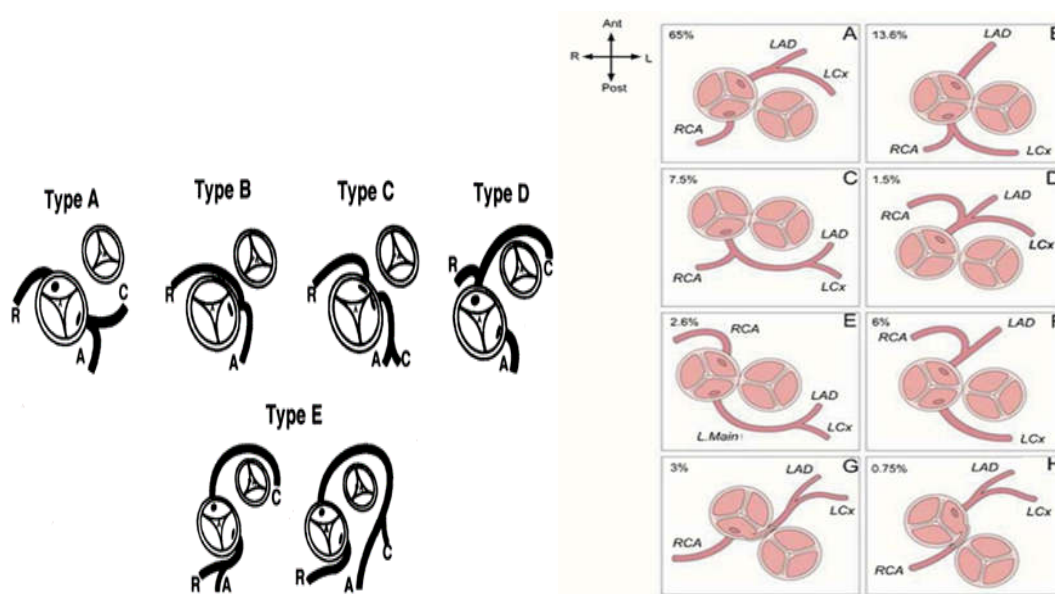 Type A
Type B
Type C
Type D
R
C
A
R
A
R
A C
R
C
A
Type E
C
R A
R
A
C
Ant
R L
Post
65%
A
LAD
LCx
RCA
13.6%
B
LAD
RCA
LCx
7.5%
C
LAD
RCA
LCx
1.5%
D
RCA
LAD
LCx
2.6%
E
RCA
LAD
LCx
L.Main
6%
F
RCA
LAD
LCx
3%
G
LAD
LCx
RCA
0.75%
H
LAD
LCx
RCA